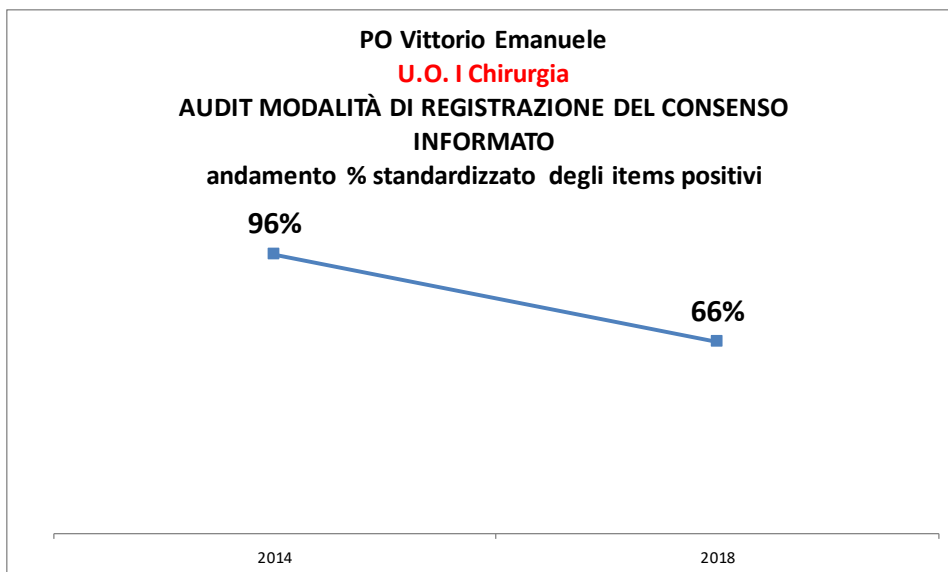 PO Vittorio Emanuele
U.O. I Chirurgia
AUDIT MODALITÀ DI REGISTRAZIONE DEL CONSENSO
INFORMATO
andamento % standardizzato degli items positivi
96%
66%
2014
2018